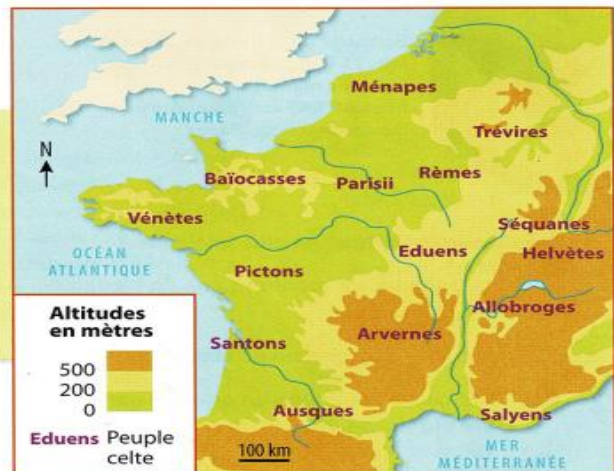 Ménapes
MANCHE
Trévires
N
Rèmes
Baïocasses
Parisii
Vénètes
Séquanes
Eduens
Helvètes
OCÉAN
ATLANTIQUE
Pictons
Altitudes
en mètres
500
200
0
Eduens Peuple
celte
Allobroges
Arvernes
Santons
Ausques
Salyens
100 km
MER
MÉDITERRANÉE